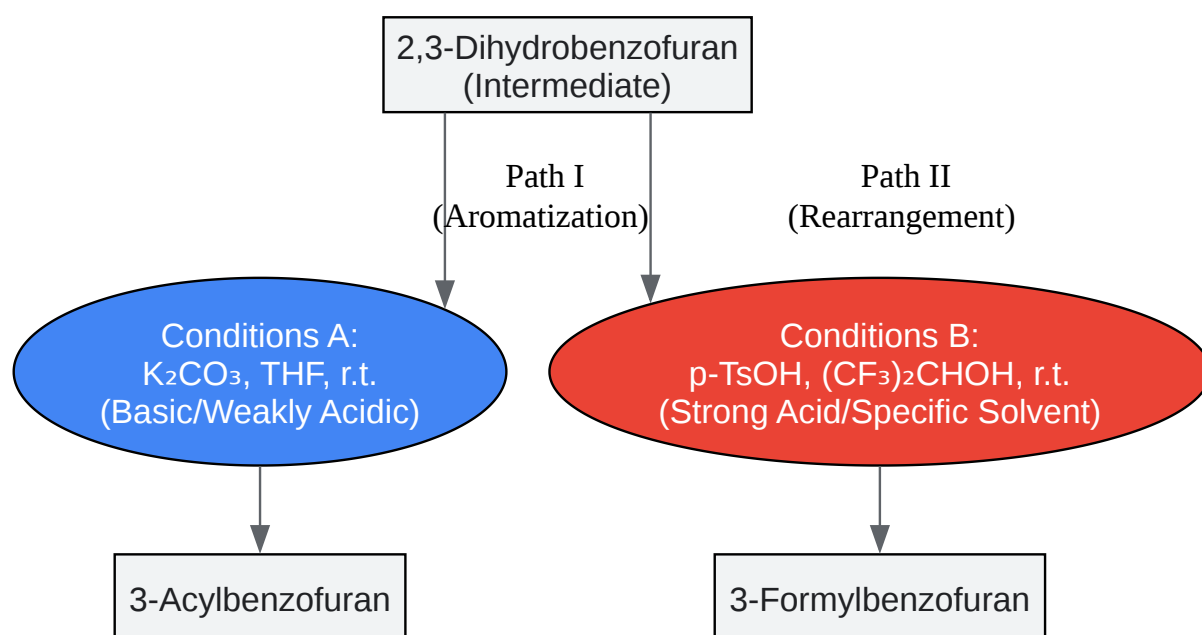 2,3-Dihydrobenzofuran
(Intermediate)
Path I
(Aromatization)
Path II
(Rearrangement)
Conditions A:
K₂CO₃, THF, r.t.
(Basic/Weakly Acidic)
Conditions B:
p-TsOH, (CF₃)₂CHOH, r.t.
(Strong Acid/Specific Solvent)
3-Acylbenzofuran
3-Formylbenzofuran